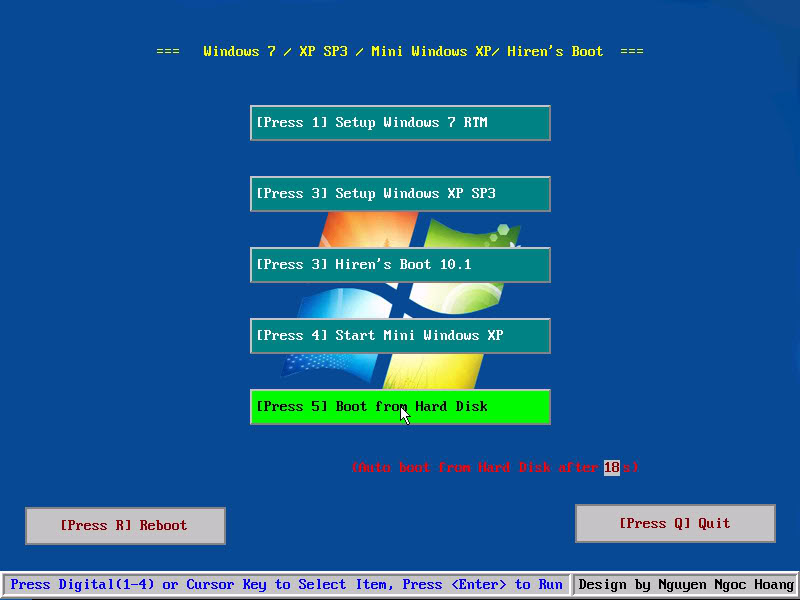 === Windows 7 / XP SP3 / Mini Windows XP/ Hiren's Boot ===
[Press 1] Setup Windows 7 RTM
[Press 3] Setup Windows XP SP3
[Press 3] Hiren's Boot 10.1
[Press 4] Start Mini Windows XP
[Press 5] Boot from Hard Disk
(Auto boot from Hard Disk after 18 s)
[Press R] Reboot
[Press Q] Quit
Press Digital(1-4) or Cursor Key to Select Item, Press <Enter> to Run
Design by Nguyen Ngoc Hoang